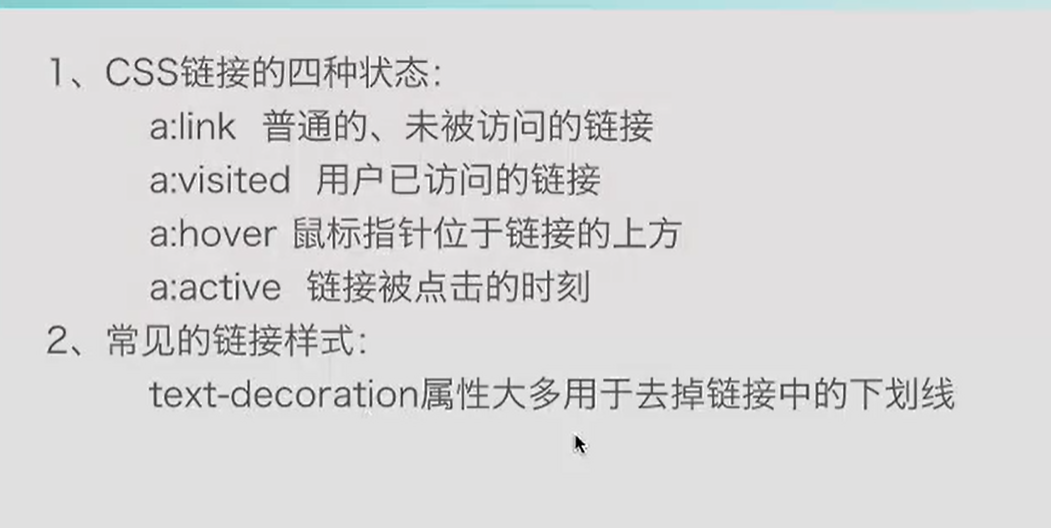 1、CSS链接的四种状态：
a:link 普通的、未被访问的链接
a:visited 用户已访问的链接
a:hover 鼠标指针位于链接的上方
a:active 链接被点击的时刻
2、常见的链接样式：
text-decoration属性大多用于去掉链接中的下划线